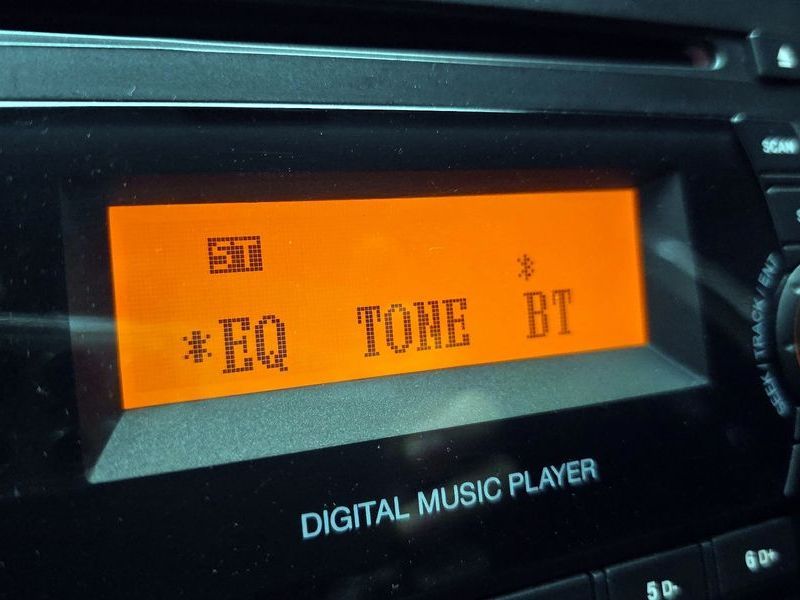 SCAN
ST
*EQ TONE BT
SEEK/TRACK/ENT
DIGITAL MUSIC PLAYER
5 D- 6 D+